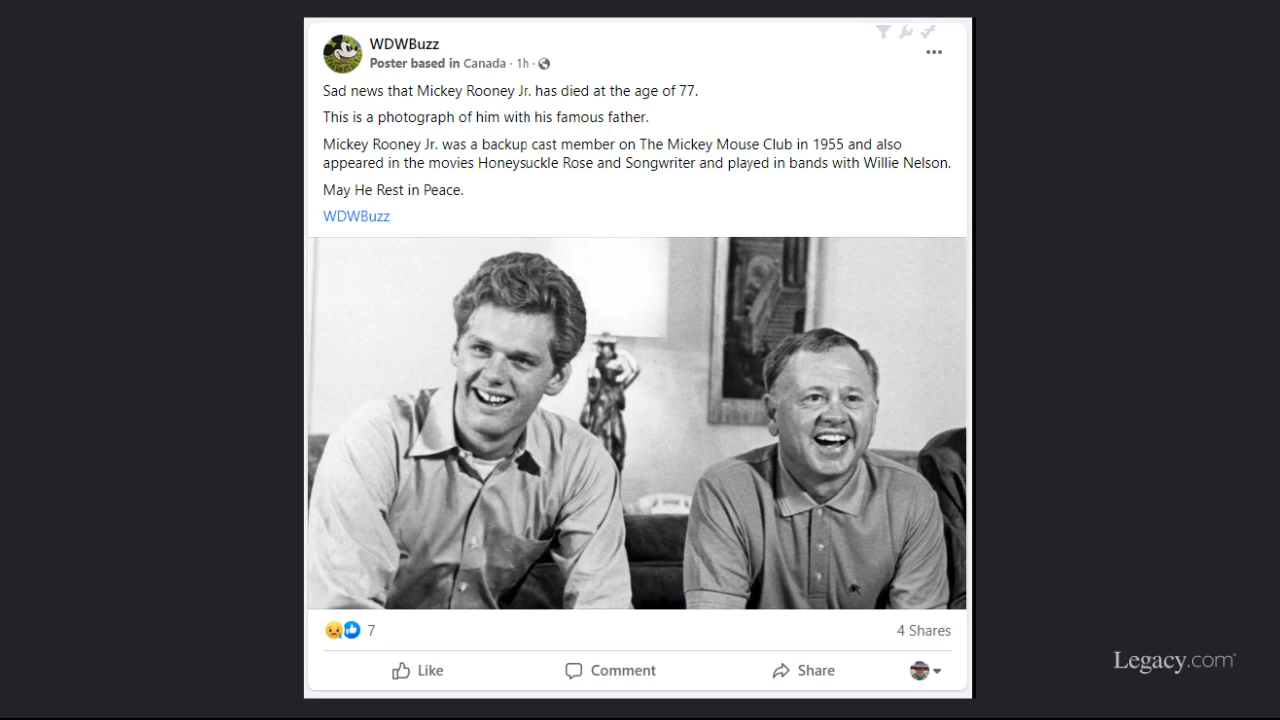 WDWBuzz
Poster based in Canada · 1h ·
Sad news that Mickey Rooney Jr. has died at the age of 77.
This is a photograph of him with his famous father.
Mickey Rooney Jr. was a backup cast member on The Mickey Mouse Club in 1955 and also
appeared in the movies Honeysuckle Rose and Songwriter and played in bands with Willie Nelson.
May He Rest in Peace.
WDWBuzz
7
4 Shares
Like
Comment
Share
Legacy.com